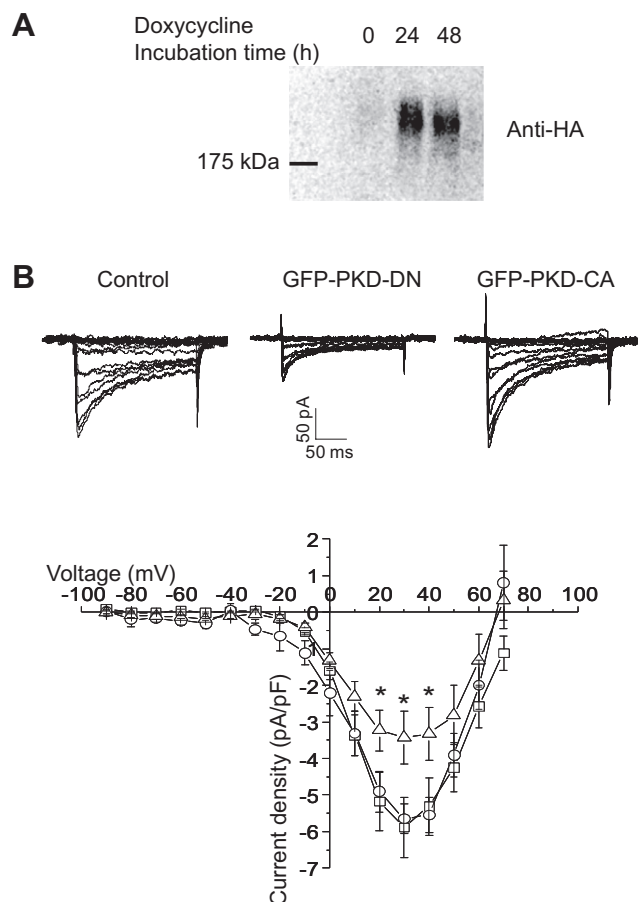 A
Doxycycline
Incubation time (h)
0 24 48
175 kDa
Anti-HA
B
Control
GFP-PKD-DN
GFP-PKD-CA
50 pA
50 ms
Voltage (mV)
-100 -80 -60 -40 -20 0 20 40 60 80 100
2
1
0
-2
-3
-4
-5
-6
-7
Current density (pA/pF)
* * *